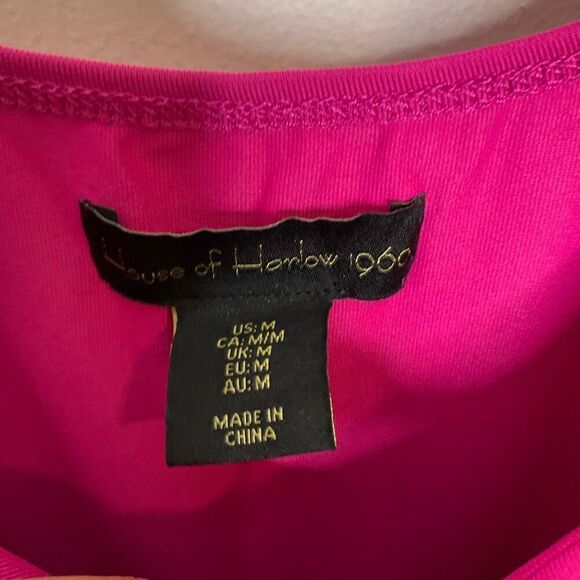 House of Harlow 1960
US: M
CA: M/M
UK: M
EU: M
AU: M
MADE IN
CHINA